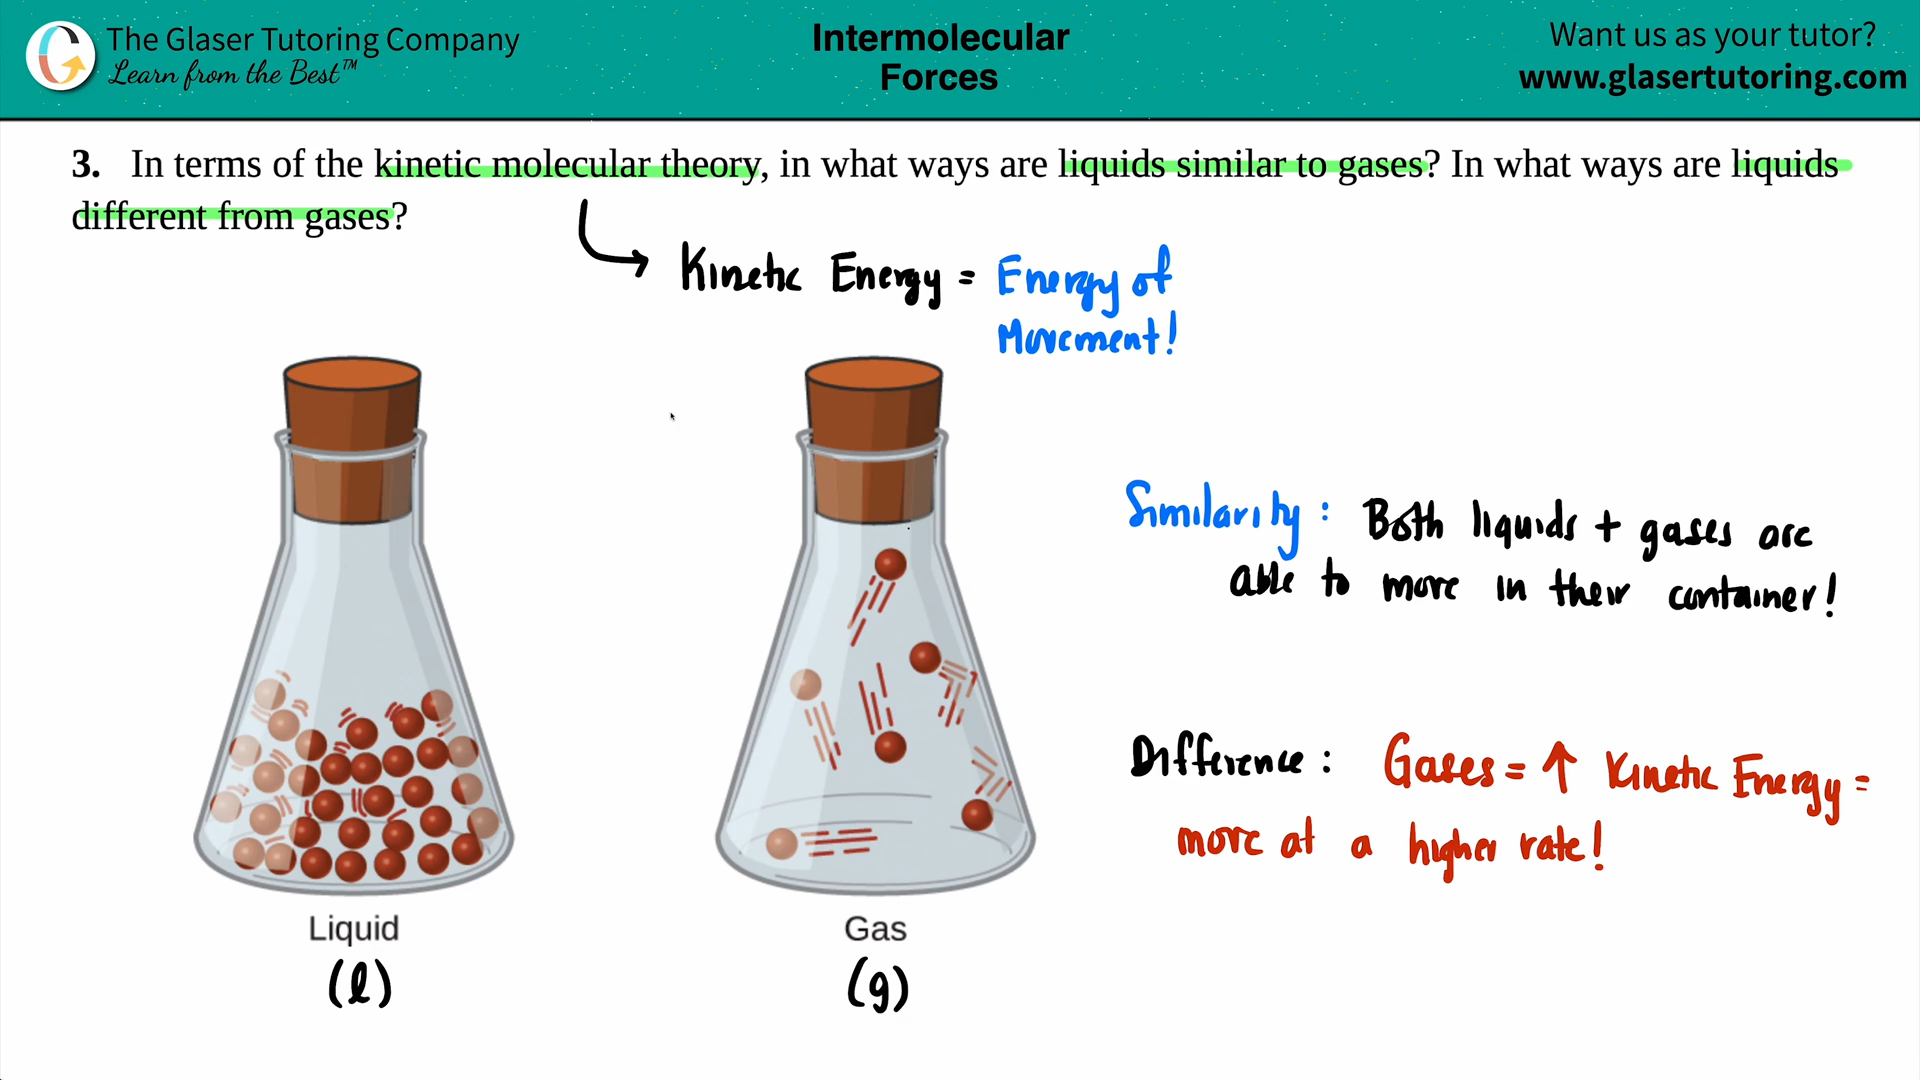 The Glaser Tutoring Company
Learn from the Best™
Intermolecular
Forces
Want us as your tutor?
www.glasertutoring.com
3. In terms of the kinetic molecular theory, in what ways are liquids similar to gases? In what ways are liquids
different from gases?
Kinetic Energy = Energy of
Movement!
Similarity: Both liquids + gases are
able to move in their container!
Difference: Gases = ↑ Kinetic Energy =
move at a higher rate!
Liquid
(l)
Gas
(g)